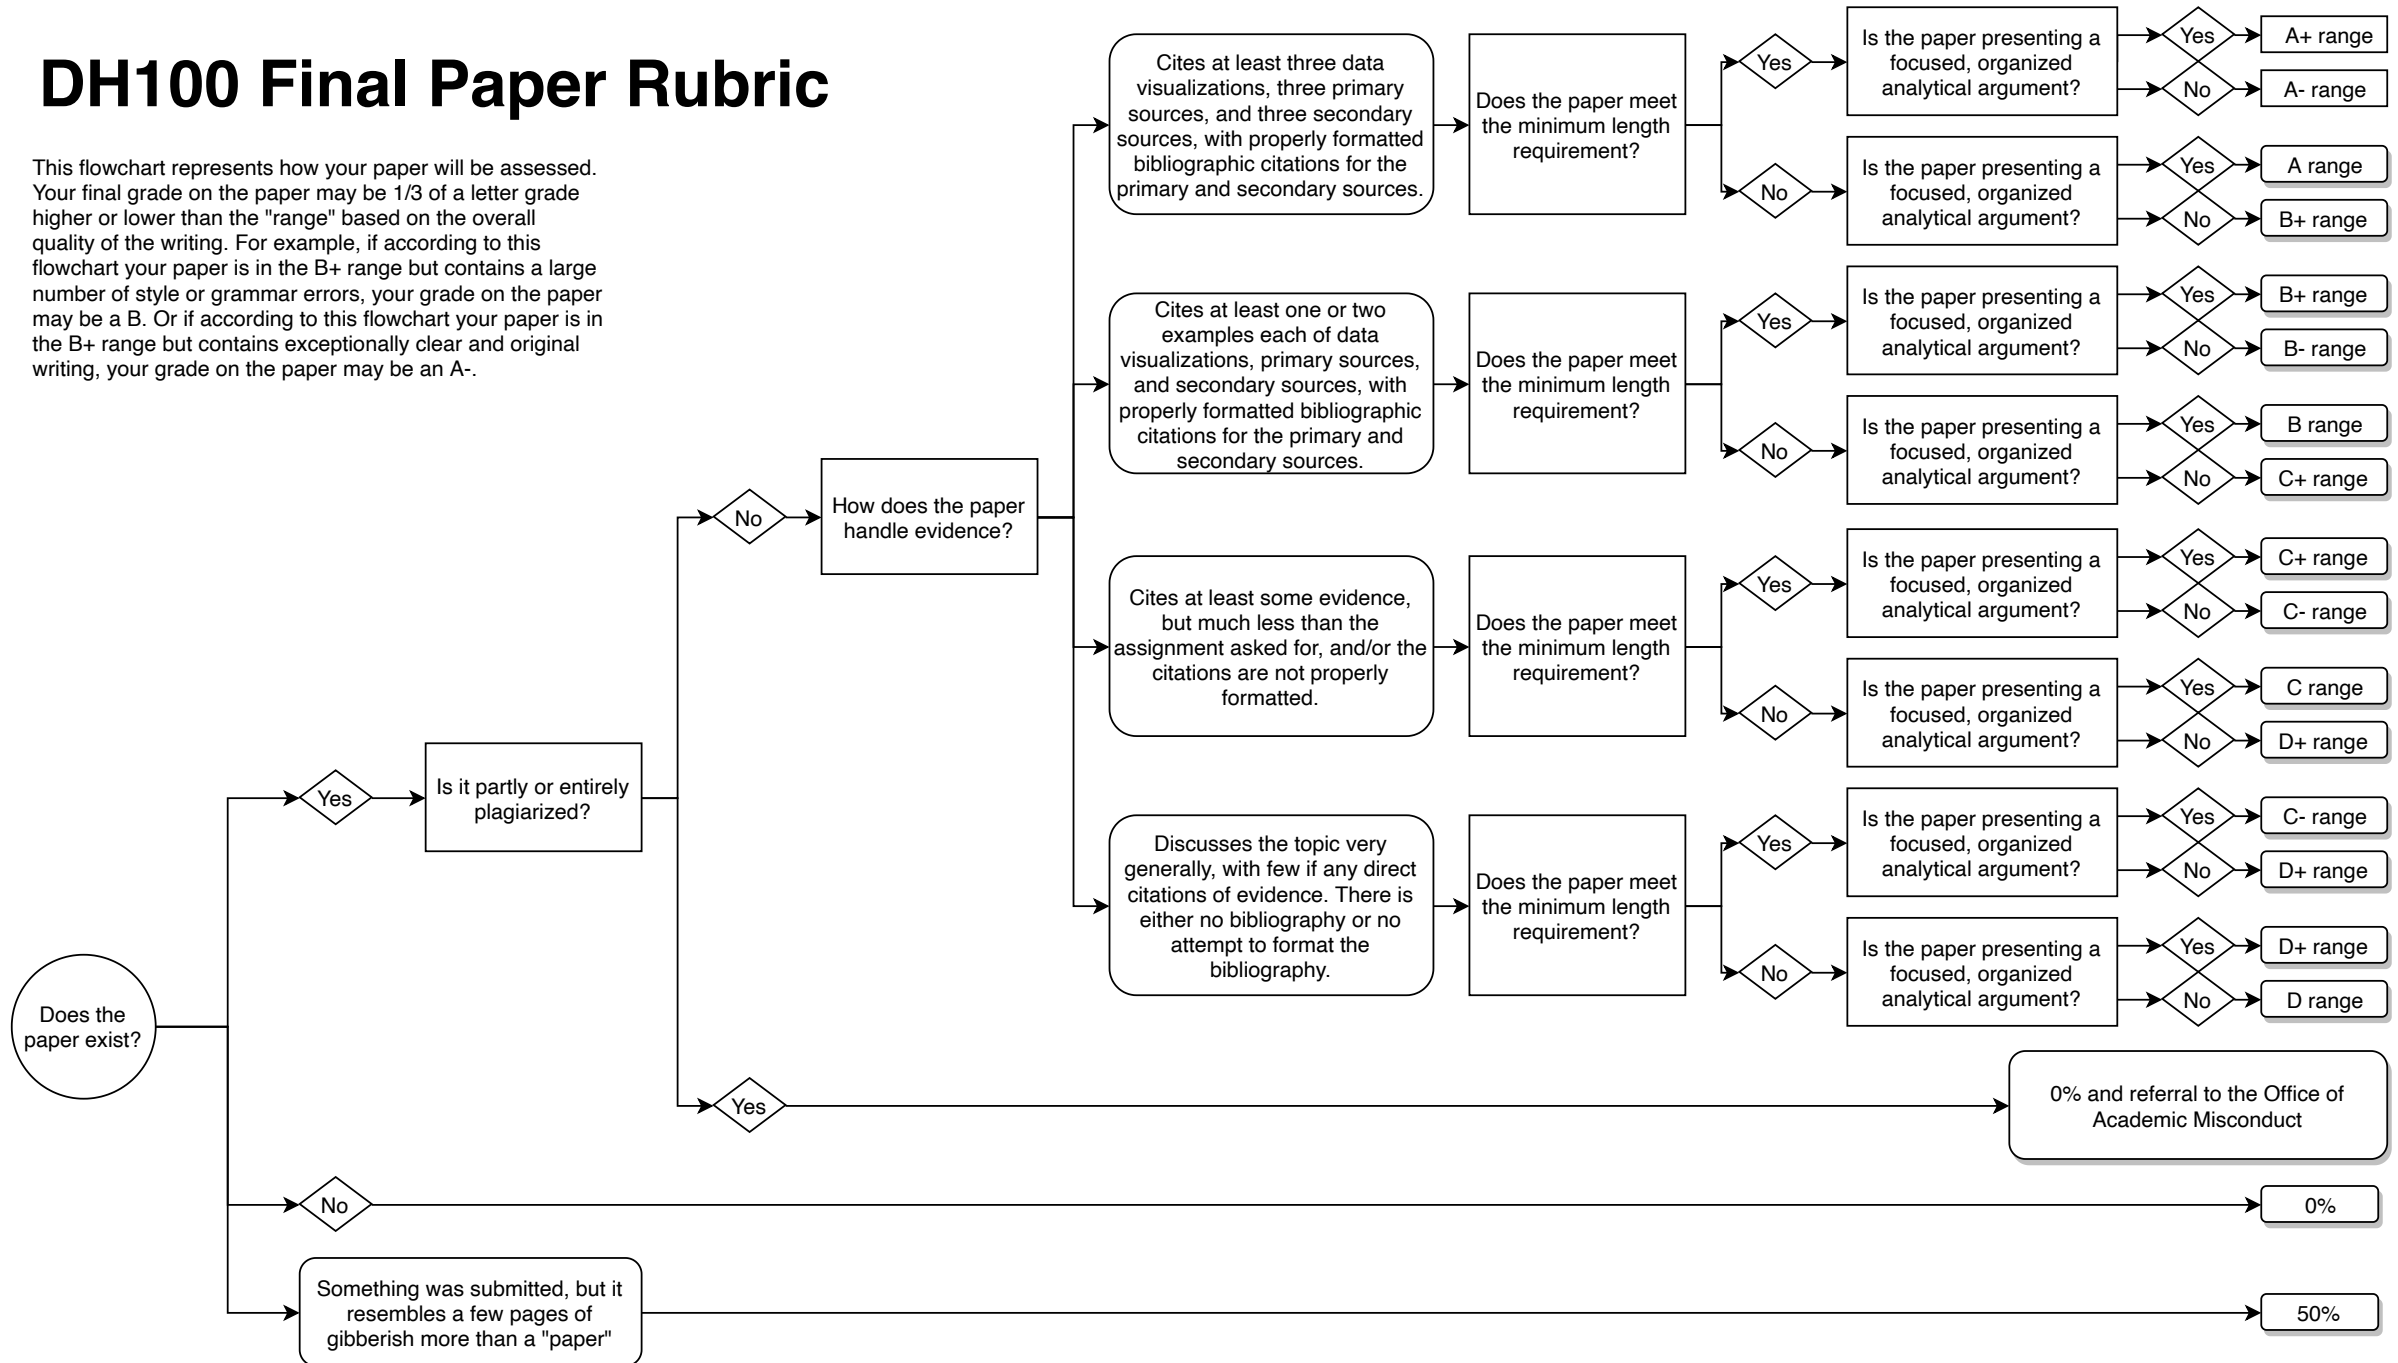 DH100 Final Paper Rubric
This flowchart represents how your paper will be assessed.
Your final grade on the paper may be 1/3 of a letter grade
higher or lower than the "range" based on the overall
quality of the writing. For example, if according to this
flowchart your paper is in the B+ range but contains a large
number of style or grammar errors, your grade on the paper
may be a B. Or if according to this flowchart your paper is in
the B+ range but contains exceptionally clear and original
writing, your grade on the paper may be an A-.
Does the
paper exist?
Yes
Is it partly or entirely
plagiarized?
No
How does the paper
handle evidence?
Cites at least three data
visualizations, three primary
sources, and three secondary
sources, with properly formatted
bibliographic citations for the
primary and secondary sources.
Does the paper meet
the minimum length
requirement?
Yes
Is the paper presenting a
focused, organized
analytical argument?
Yes
A+ range
No
A- range
No
Is the paper presenting a
focused, organized
analytical argument?
Yes
A range
No
B+ range
Cites at least one or two
examples each of data
visualizations, primary sources,
and secondary sources, with
properly formatted bibliographic
citations for the primary and
secondary sources.
Does the paper meet
the minimum length
requirement?
Yes
Is the paper presenting a
focused, organized
analytical argument?
Yes
B+ range
No
B- range
No
Is the paper presenting a
focused, organized
analytical argument?
Yes
B range
No
C+ range
Cites at least some evidence,
but much less than the
assignment asked for, and/or the
citations are not properly
formatted.
Does the paper meet
the minimum length
requirement?
Yes
Is the paper presenting a
focused, organized
analytical argument?
Yes
C+ range
No
C- range
No
Is the paper presenting a
focused, organized
analytical argument?
Yes
C range
No
D+ range
Discusses the topic very
generally, with few if any direct
citations of evidence. There is
either no bibliography or no
attempt to format the
bibliography.
Does the paper meet
the minimum length
requirement?
Yes
Is the paper presenting a
focused, organized
analytical argument?
Yes
C- range
No
D+ range
No
Is the paper presenting a
focused, organized
analytical argument?
Yes
D+ range
No
D range
Yes
0% and referral to the Office of
Academic Misconduct
No
0%
Something was submitted, but it
resembles a few pages of
gibberish more than a "paper"
50%